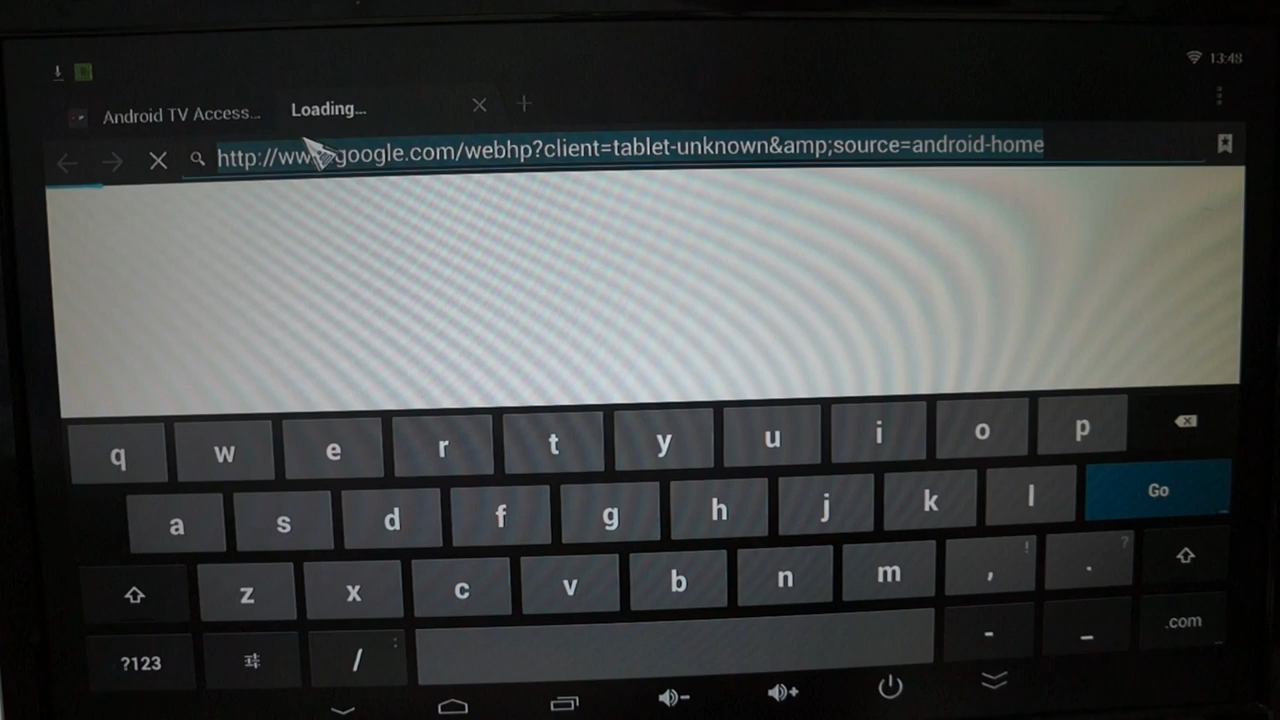 13:48
Android TV Access... Loading...
http://www.google.com/webhp?client=tablet-unknown&amp;source=android-home
q w e r t y u i o p
a s d f g h j k l Go
z x c v b n m , ! . ?
?123 / : - _ .com